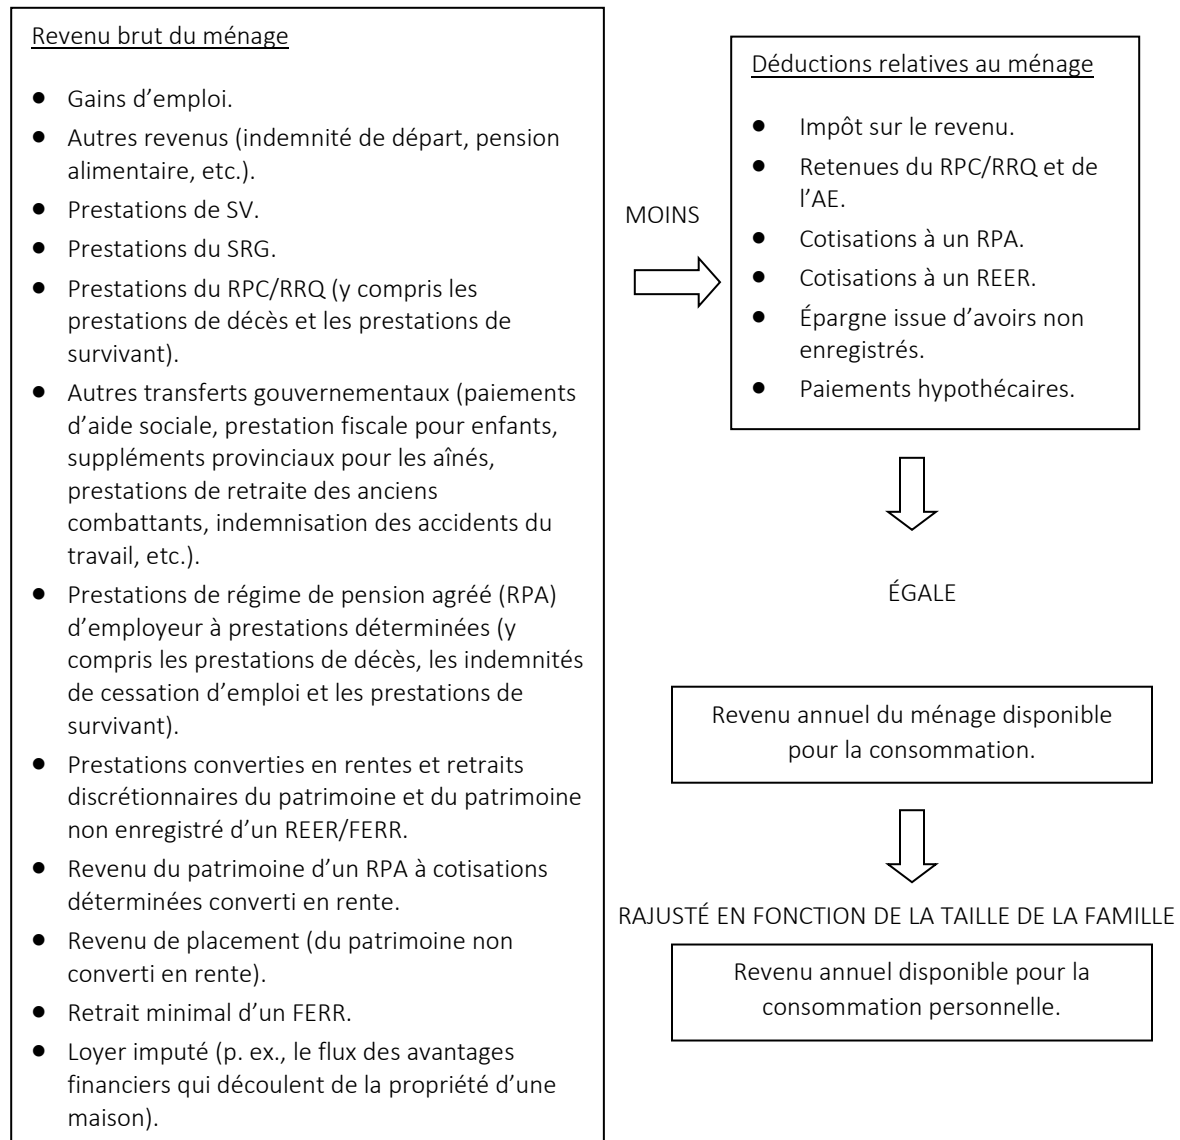 Revenu brut du ménage
● Gains d’emploi.
● Autres revenus (indemnité de départ, pension
alimentaire, etc.).
● Prestations de SV.
● Prestations du SRG.
● Prestations du RPC/RRQ (y compris les
prestations de décès et les prestations de
survivant).
● Autres transferts gouvernementaux (paiements
d’aide sociale, prestation fiscale pour enfants,
suppléments provinciaux pour les aînés,
prestations de retraite des anciens
combattants, indemnisation des accidents du
travail, etc.).
● Prestations de régime de pension agréé (RPA)
d’employeur à prestations déterminées (y
compris les prestations de décès, les indemnités
de cessation d’emploi et les prestations de
survivant).
● Prestations converties en rentes et retraits
discrétionnaires du patrimoine et du patrimoine
non enregistré d’un REER/FERR.
● Revenu du patrimoine d’un RPA à cotisations
déterminées converti en rente.
● Revenu de placement (du patrimoine non
converti en rente).
● Retrait minimal d’un FERR.
● Loyer imputé (p. ex., le flux des avantages
financiers qui découlent de la propriété d’une
maison).
MOINS
Déductions relatives au ménage
● Impôt sur le revenu.
● Retenues du RPC/RRQ et de
l’AE.
● Cotisations à un RPA.
● Cotisations à un REER.
● Épargne issue d’avoirs non
enregistrés.
● Paiements hypothécaires.
ÉGALE
Revenu annuel du ménage disponible
pour la consommation.
RAJUSTÉ EN FONCTION DE LA TAILLE DE LA FAMILLE
Revenu annuel disponible pour la
consommation personnelle.